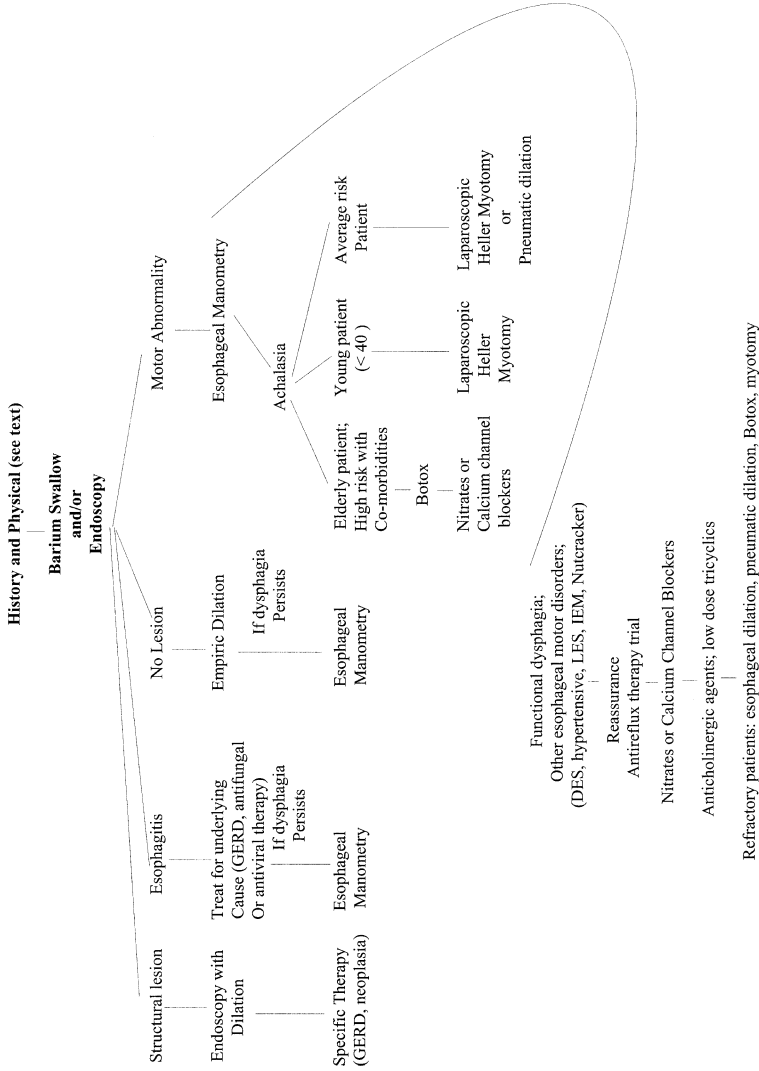 History and Physical (see text)
Barium Swallow
and/or
Endoscopy
Structural lesion
Endoscopy with
Dilation
Specific Therapy
(GERD, neoplasia)
Esophagitis
Treat for underlying
Cause (GERD, antifungal
Or antiviral therapy)
If dysphagia
Persists
Esophageal
Manometry
No Lesion
Empiric Dilation
If dysphagia
Persists
Esophageal
Manometry
Motor Abnormality
Esophageal Manometry
Achalasia
Elderly patient;
High risk with
Co-morbidities
Botox
Nitrates or
Calcium channel
blockers
Young patient
(< 40 )
Laparoscopic
Heller
Myotomy
Average risk
Patient
Laparoscopic
Heller Myotomy
or
Pneumatic dilation
Functional dysphagia;
Other esophageal motor disorders;
(DES, hypertensive, LES, IEM, Nutcracker)
Reassurance
Antireflux therapy trial
Nitrates or Calcium Channel Blockers
Anticholinergic agents; low dose tricyclics
Refractory patients: esophageal dilation, pneumatic dilation, Botox, myotomy